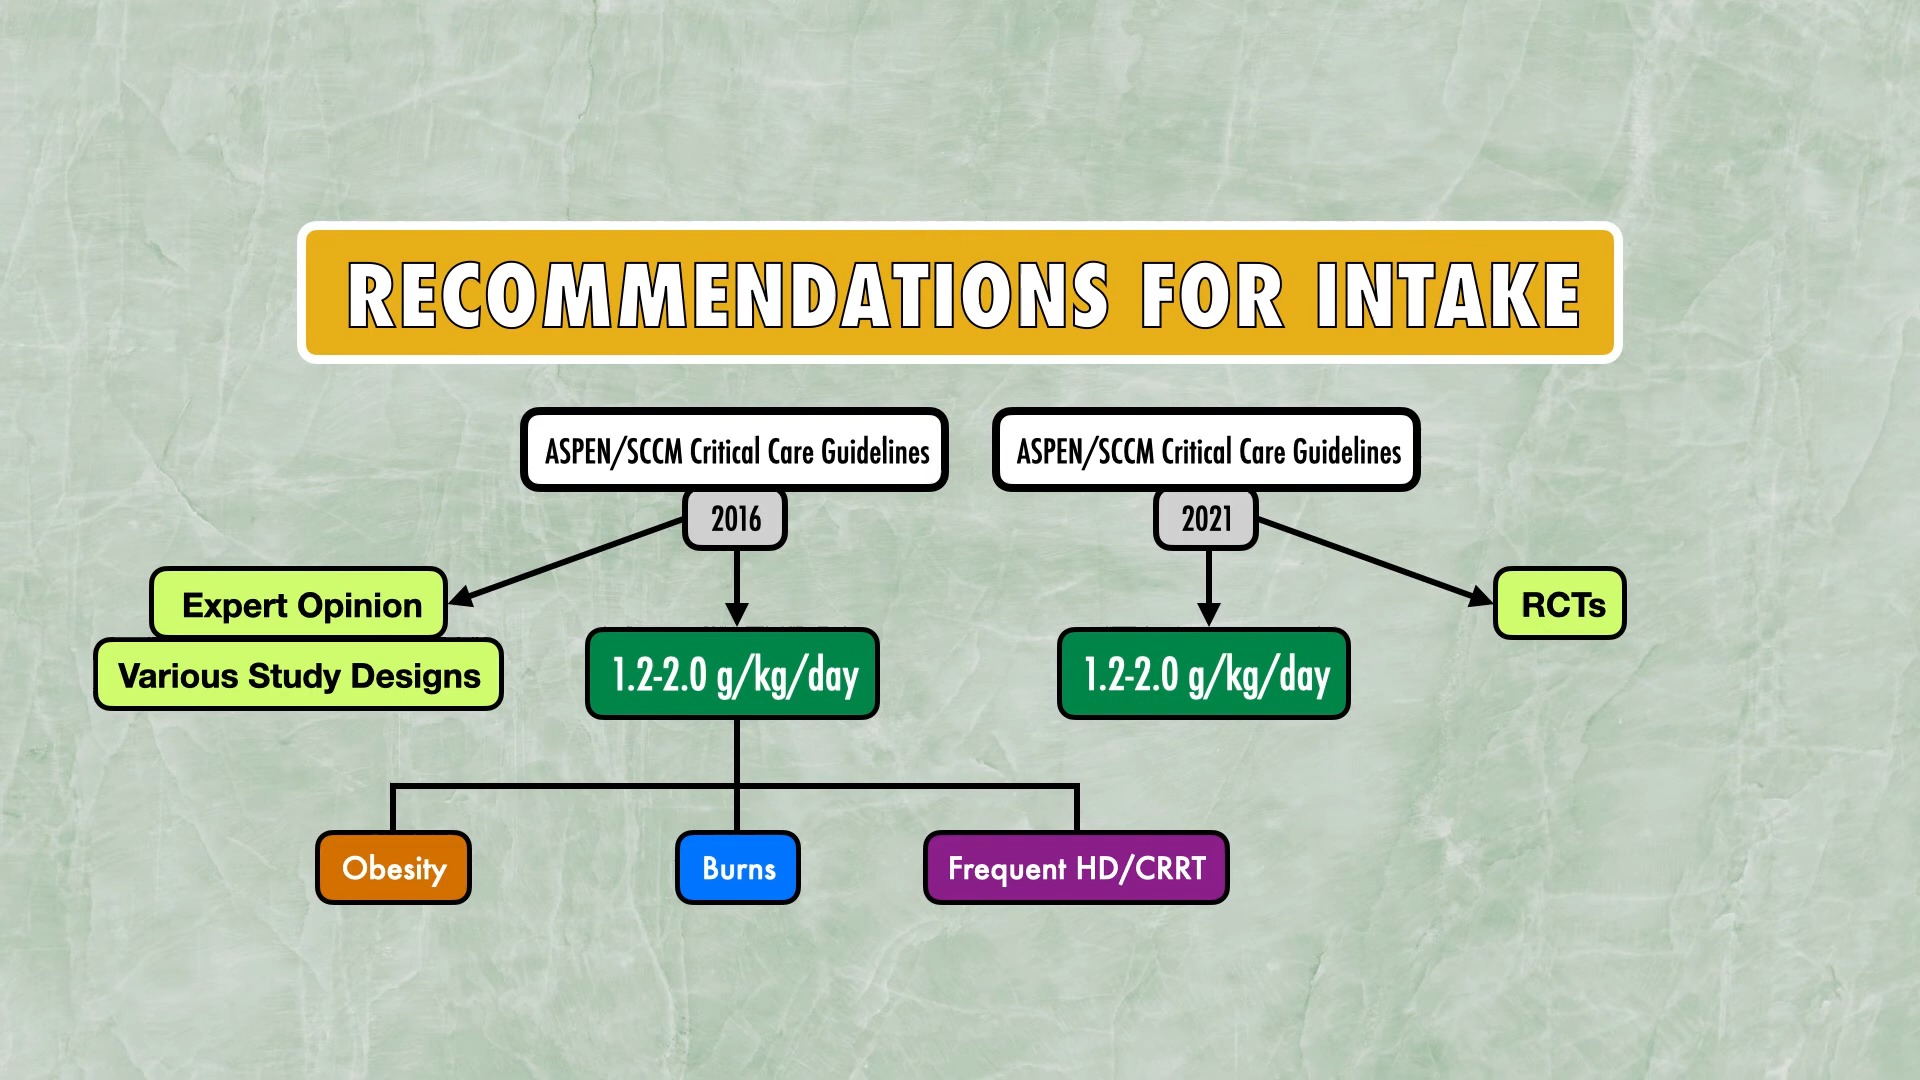 RECOMMENDATIONS FOR INTAKE
ASPEN/SCCM Critical Care Guidelines
2016
Expert Opinion
Various Study Designs
1.2-2.0 g/kg/day
Obesity
Burns
Frequent HD/CRRT
ASPEN/SCCM Critical Care Guidelines
2021
RCTs
1.2-2.0 g/kg/day